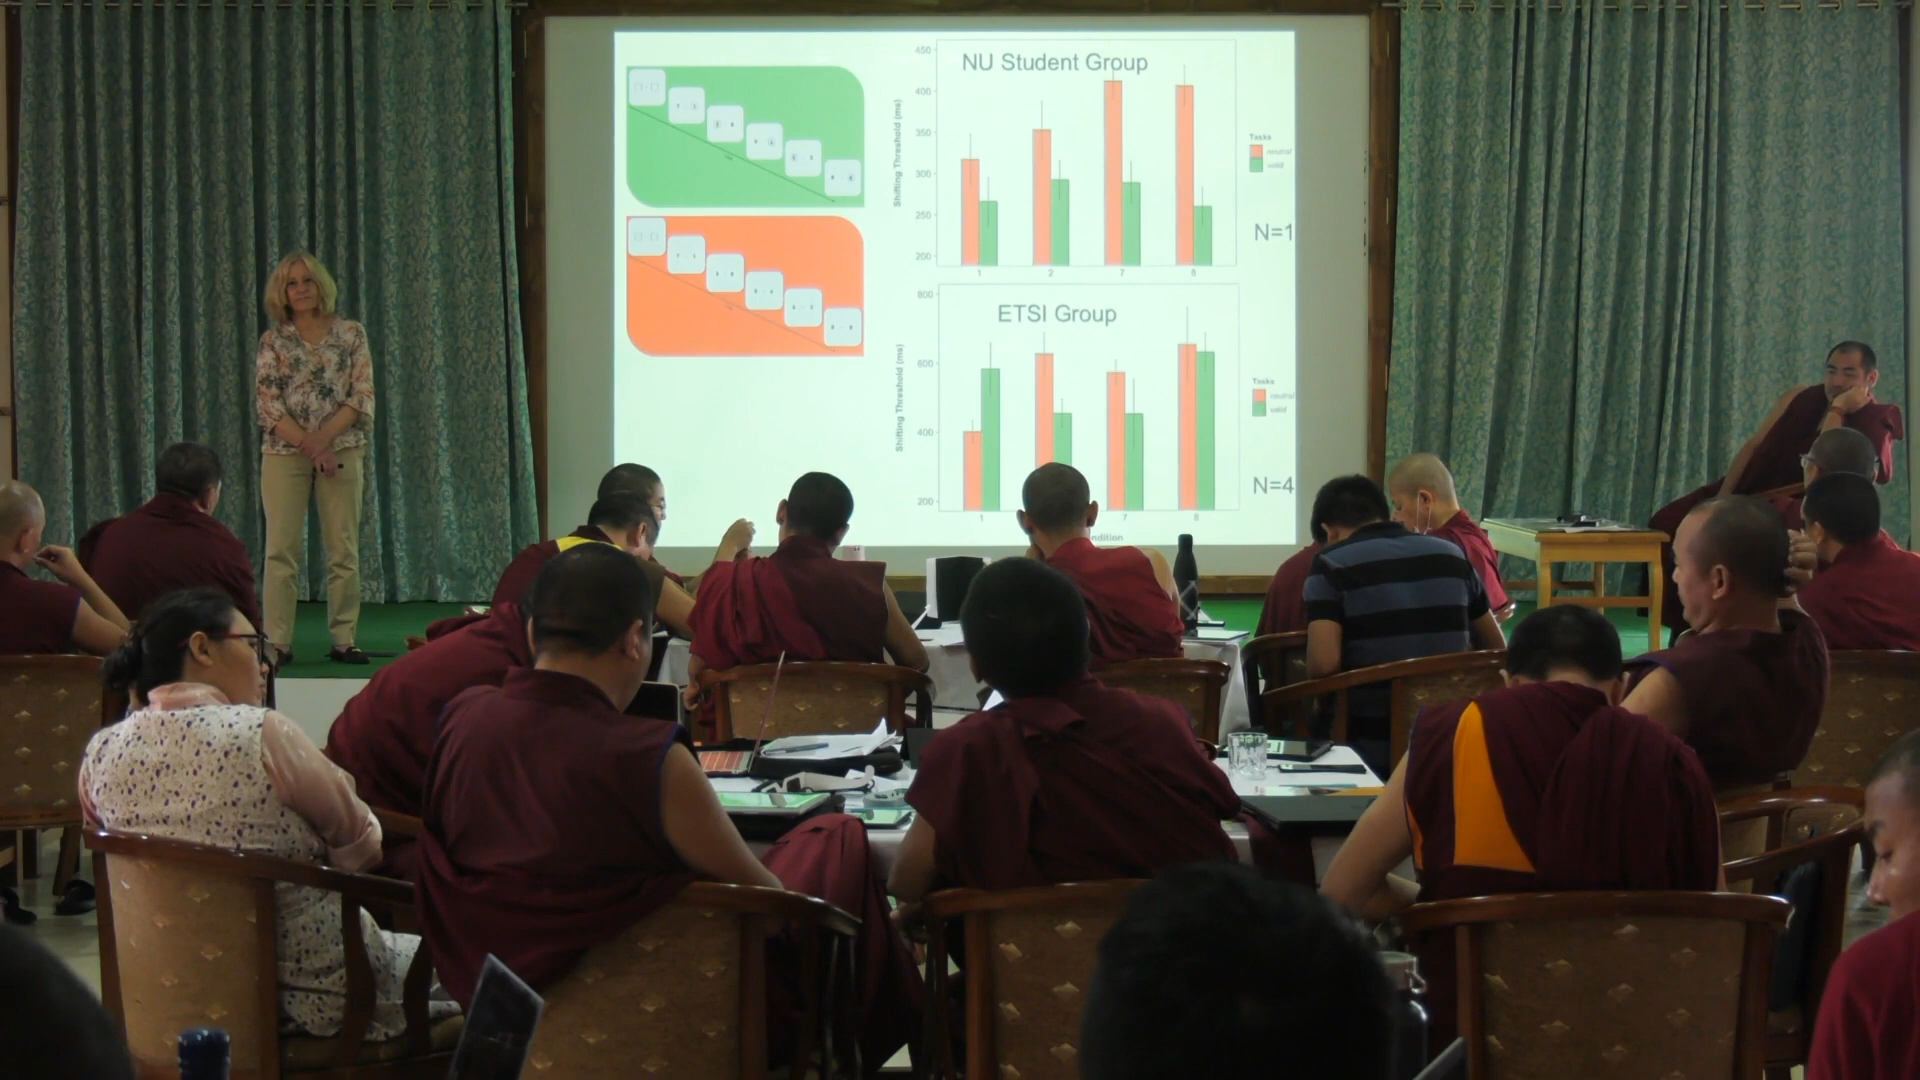 NU Student Group
Shifting Threshold (ms)
450
400
350
300
250
200
1
2
7
8
Tasks
neutral
valid
N=1
ETSI Group
Shifting Threshold (ms)
800
600
400
200
1
7
8
ndition
Tasks
neutral
valid
N=4